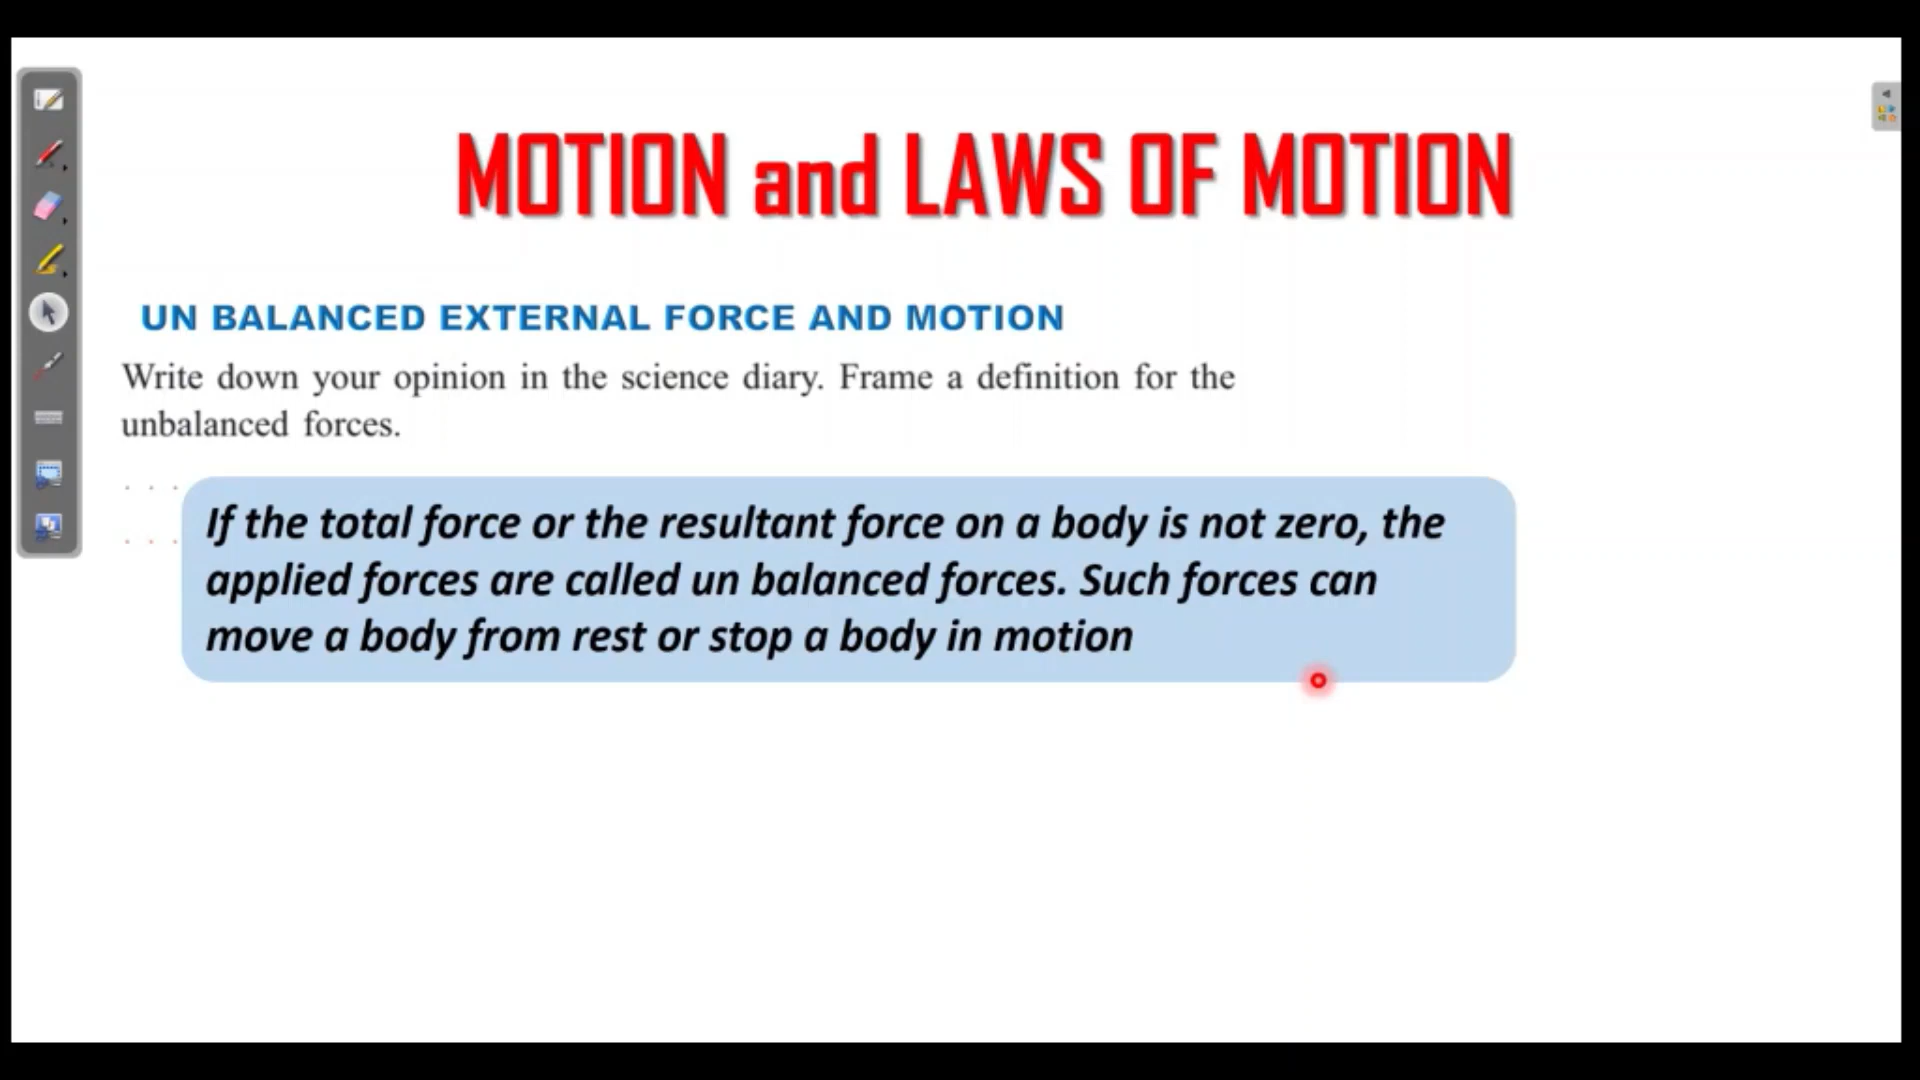 MOTION and LAWS OF MOTION
UN BALANCED EXTERNAL FORCE AND MOTION
Write down your opinion in the science diary. Frame a definition for the
unbalanced forces.
If the total force or the resultant force on a body is not zero, the
applied forces are called un balanced forces. Such forces can
move a body from rest or stop a body in motion